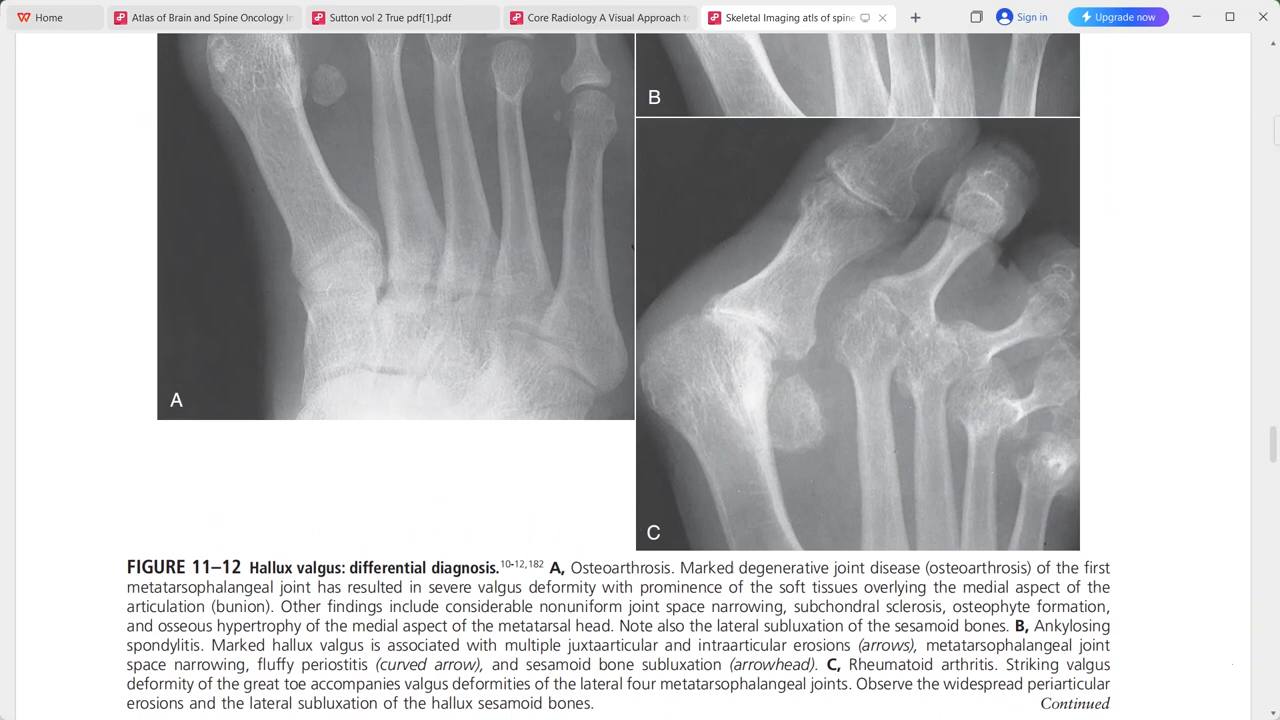 Home
Atlas of Brain and Spine Oncology I
Sutton vol 2 True pdf[1].pdf
Core Radiology A Visual Approach to
Skeletal Imaging atls of spine
Sign in
Upgrade now
B
A
C
FIGURE 11–12 Hallux valgus: differential diagnosis.10-12,182 A, Osteoarthrosis. Marked degenerative joint disease (osteoarthrosis) of the first
metatarsophalangeal joint has resulted in severe valgus deformity with prominence of the soft tissues overlying the medial aspect of the
articulation (bunion). Other findings include considerable nonuniform joint space narrowing, subchondral sclerosis, osteophyte formation,
and osseous hypertrophy of the medial aspect of the metatarsal head. Note also the lateral subluxation of the sesamoid bones. B, Ankylosing
spondylitis. Marked hallux valgus is associated with multiple juxtaarticular and intraarticular erosions (arrows), metatarsophalangeal joint
space narrowing, fluffy periostitis (curved arrow), and sesamoid bone subluxation (arrowhead). C, Rheumatoid arthritis. Striking valgus
deformity of the great toe accompanies valgus deformities of the lateral four metatarsophalangeal joints. Observe the widespread periarticular
erosions and the lateral subluxation of the hallux sesamoid bones.
Continued